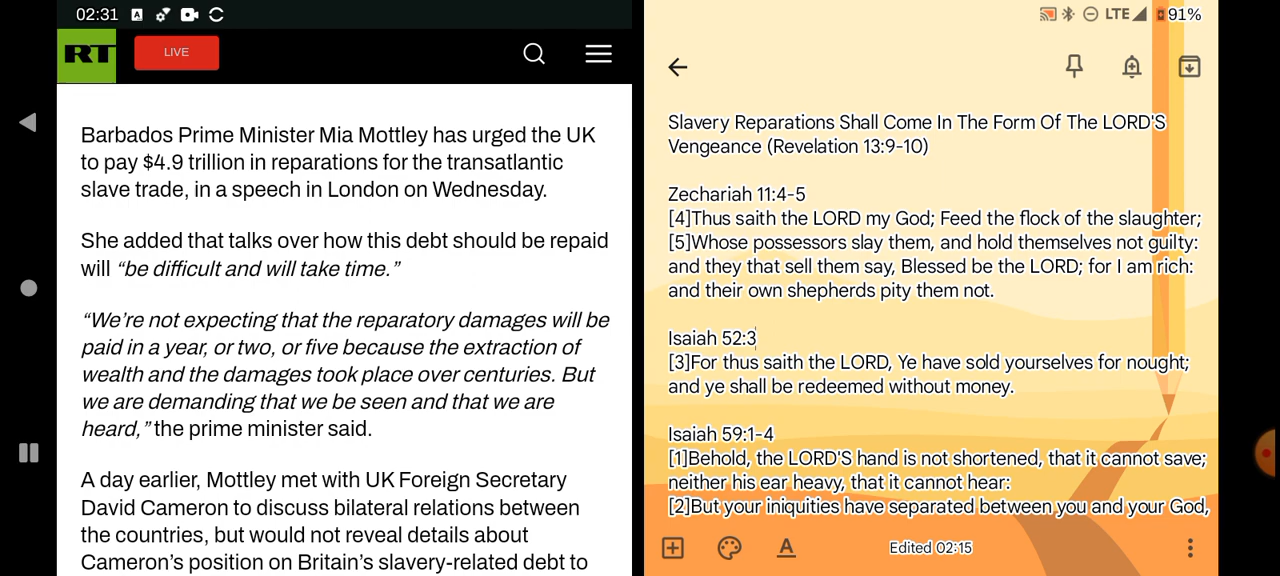 02:31
RT
LIVE
Barbados Prime Minister Mia Mottley has urged the UK
to pay $4.9 trillion in reparations for the transatlantic
slave trade, in a speech in London on Wednesday.
She added that talks over how this debt should be repaid
will “be difficult and will take time.”
“We’re not expecting that the reparatory damages will be
paid in a year, or two, or five because the extraction of
wealth and the damages took place over centuries. But
we are demanding that we be seen and that we are
heard,” the prime minister said.
A day earlier, Mottley met with UK Foreign Secretary
David Cameron to discuss bilateral relations between
the countries, but would not reveal details about
Cameron’s position on Britain’s slavery-related debt to
LTE 91%
Slavery Reparations Shall Come In The Form Of The LORD'S
Vengeance (Revelation 13:9-10)
Zechariah 11:4-5
[4]Thus saith the LORD my God; Feed the flock of the slaughter;
[5]Whose possessors slay them, and hold themselves not guilty:
and they that sell them say, Blessed be the LORD; for I am rich:
and their own shepherds pity them not.
Isaiah 52:3
[3]For thus saith the LORD, Ye have sold yourselves for nought;
and ye shall be redeemed without money.
Isaiah 59:1-4
[1]Behold, the LORD'S hand is not shortened, that it cannot save;
neither his ear heavy, that it cannot hear:
[2]But your iniquities have separated between you and your God,
A
Edited 02:15